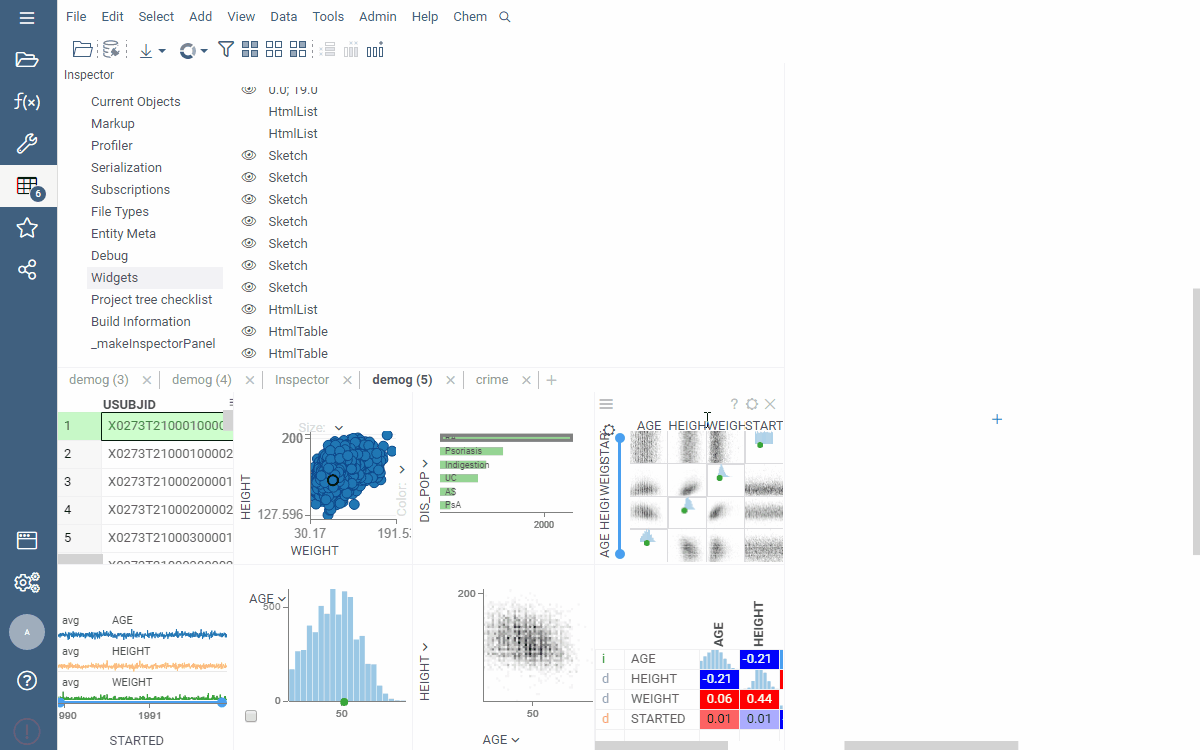 File Edit Select Add View Data Tools Admin Help Chem
Inspector
f(x)
6
A
Current Objects
Markup
Profiler
Serialization
Subscriptions
File Types
Entity Meta
Debug
Widgets
Project tree checklist
Build Information
_makeInspectorPanel
0.0; 19.0
HtmlList
HtmlList
Sketch
Sketch
Sketch
Sketch
Sketch
Sketch
Sketch
HtmlList
HtmlTable
HtmlTable
demog (3) demog (4) Inspector demog (5) crime
USUBJID
1 X0273T2100010000
2 X0273T21000100002
3 X0273T21000200001
4 X0273T21000200002
5 X0273T21000300001
Size:
200
HEIGHT
127.596
30.17 191.5
WEIGHT
Color:
DIS_POP
Psoriasis
Indigestion
UC
AS
PsA
2000
?
AGE HEIGH WEIGH START
AGE HEIGH WEIGH STAR
avg AGE
avg HEIGHT
avg WEIGHT
990 1991
STARTED
AGE
500
0
50
200
HEIGHT
50
AGE
AGE HEIGHT
i AGE -0.21
d HEIGHT -0.21
d WEIGHT 0.06 0.44
d STARTED 0.01 0.01